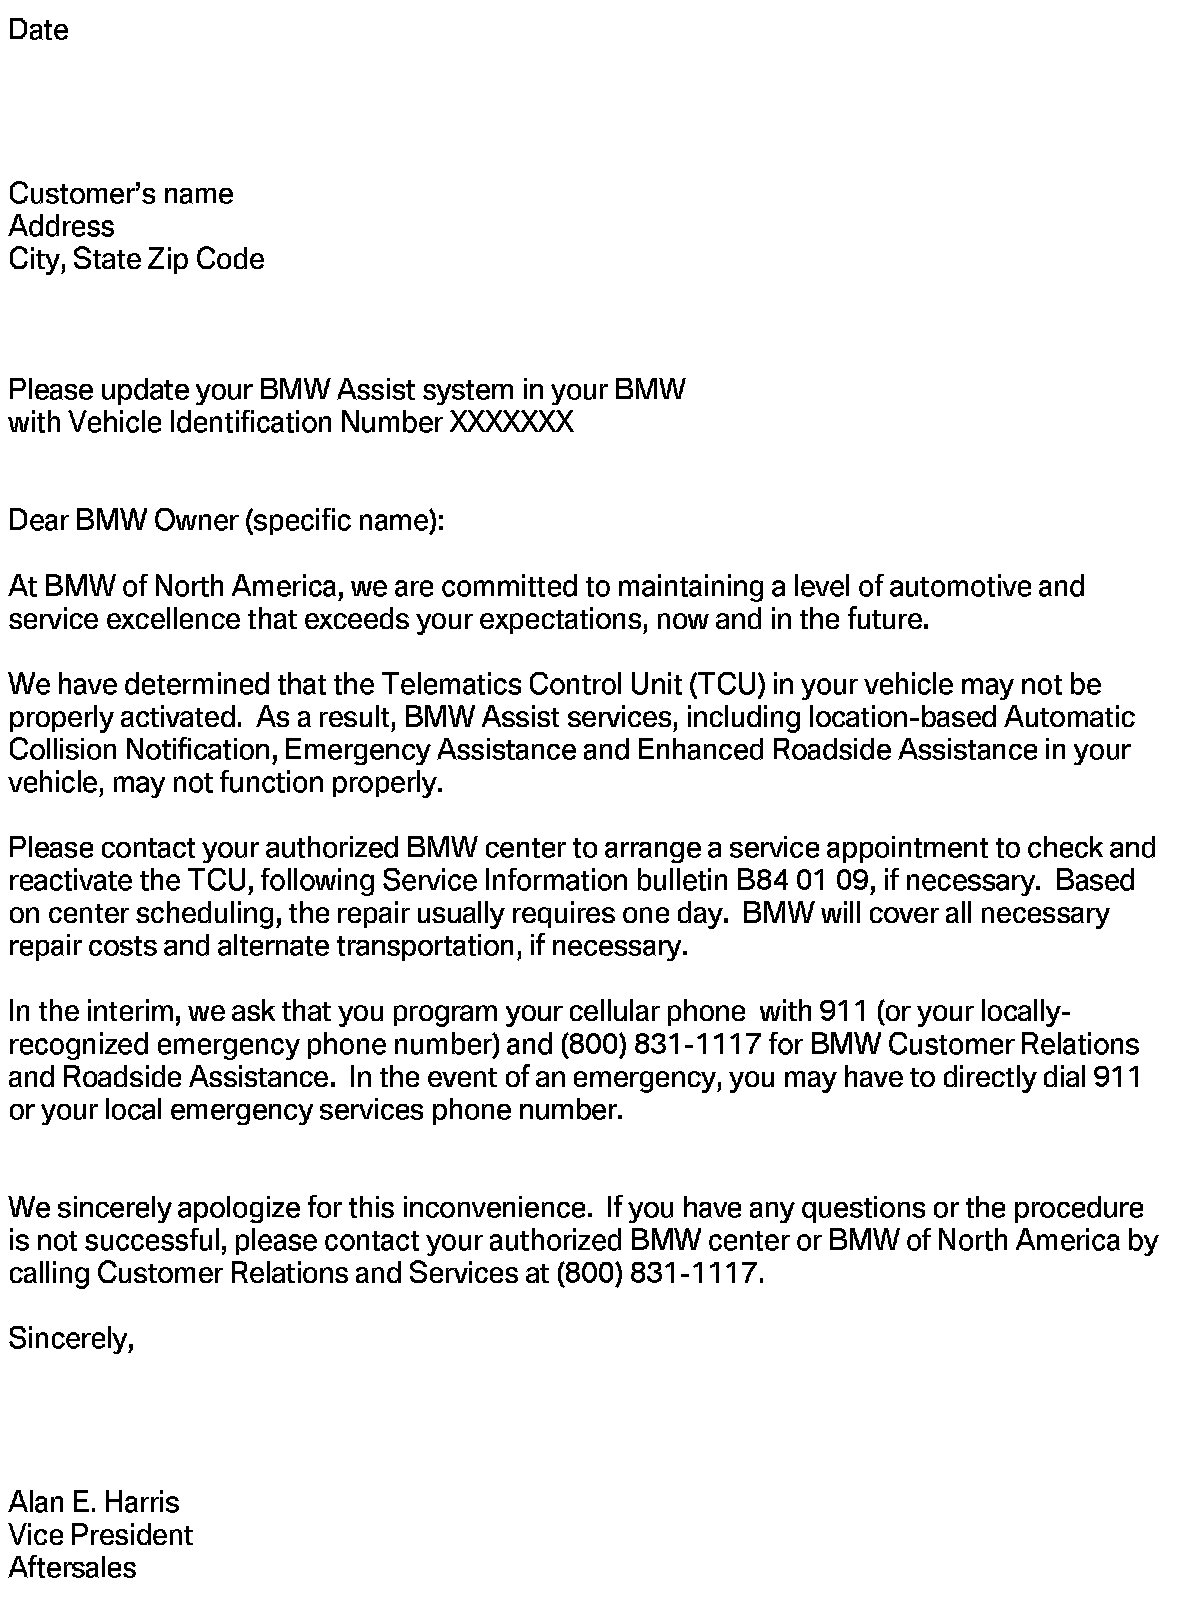 Date
Customer’s name
Address
City, State Zip Code
Please update your BMW Assist system in your BMW
with Vehicle Identification Number XXXXXXX
Dear BMW Owner (specific name):
At BMW of North America, we are committed to maintaining a level of automotive and
service excellence that exceeds your expectations, now and in the future.
We have determined that the Telematics Control Unit (TCU) in your vehicle may not be
properly activated.  As a result, BMW Assist services, including location-based Automatic
Collision Notification, Emergency Assistance and Enhanced Roadside Assistance in your
vehicle, may not function properly.
Please contact your authorized BMW center to arrange a service appointment to check and
reactivate the TCU, following Service Information bulletin B84 01 09, if necessary.  Based
on center scheduling, the repair usually requires one day.  BMW will cover all necessary
repair costs and alternate transportation, if necessary.
In the interim, we ask that you program your cellular phone  with 911 (or your locally-
recognized emergency phone number) and (800) 831-1117 for BMW Customer Relations
and Roadside Assistance.  In the event of an emergency, you may have to directly dial 911
or your local emergency services phone number.
We sincerely apologize for this inconvenience.  If you have any questions or the procedure
is not successful, please contact your authorized BMW center or BMW of North America by
calling Customer Relations and Services at (800) 831-1117.
Sincerely,
Alan E. Harris
Vice President
Aftersales